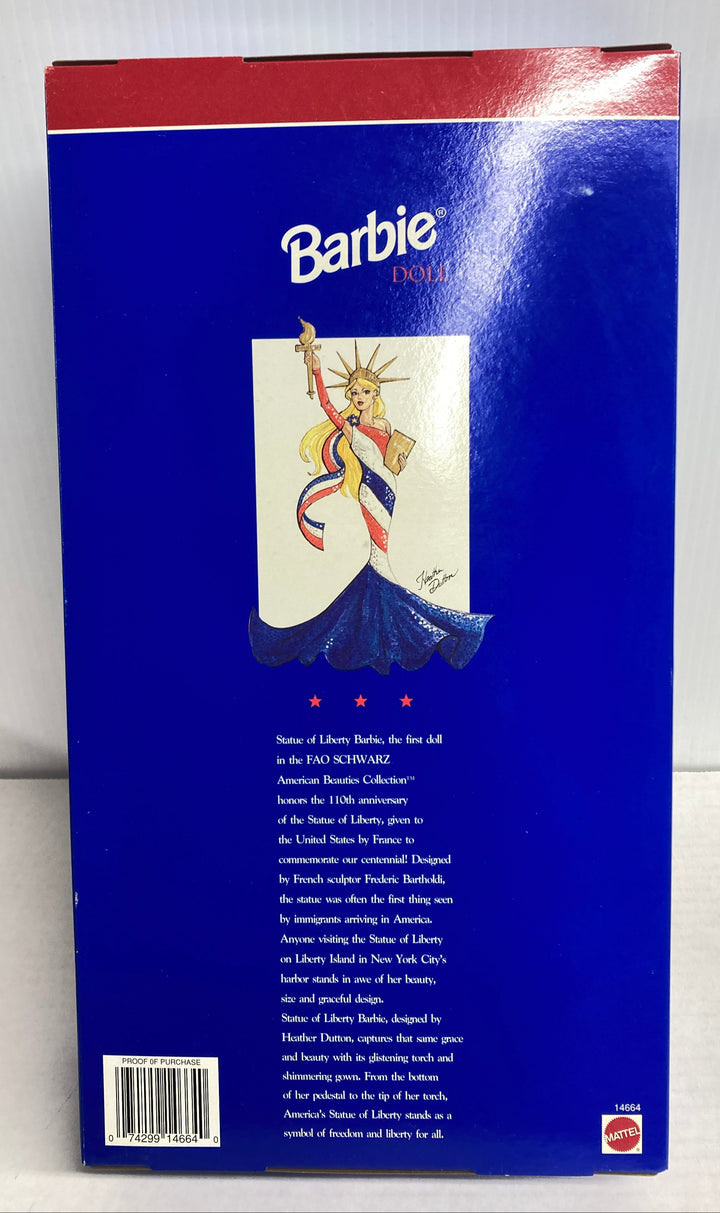 Barbie®
DOLL
Heather
Dutton
Statue of Liberty Barbie, the first doll
in the FAO SCHWARZ
American Beauties Collection™
honors the 110th anniversary
of the Statue of Liberty, given to
the United States by France to
commemorate our centennial! Designed
by French sculptor Frederic Bartholdi,
the statue was often the first thing seen
by immigrants arriving in America.
Anyone visiting the Statue of Liberty
on Liberty Island in New York City's
harbor stands in awe of her beauty,
size and graceful design.
Statue of Liberty Barbie, designed by
Heather Dutton, captures that same grace
and beauty with its glistening torch and
shimmering gown. From the bottom
of her pedestal to the tip of her torch,
America's Statue of Liberty stands as a
symbol of freedom and liberty for all.
PROOF OF PURCHASE
0 74299 14664 0
14664
MATTEL
®